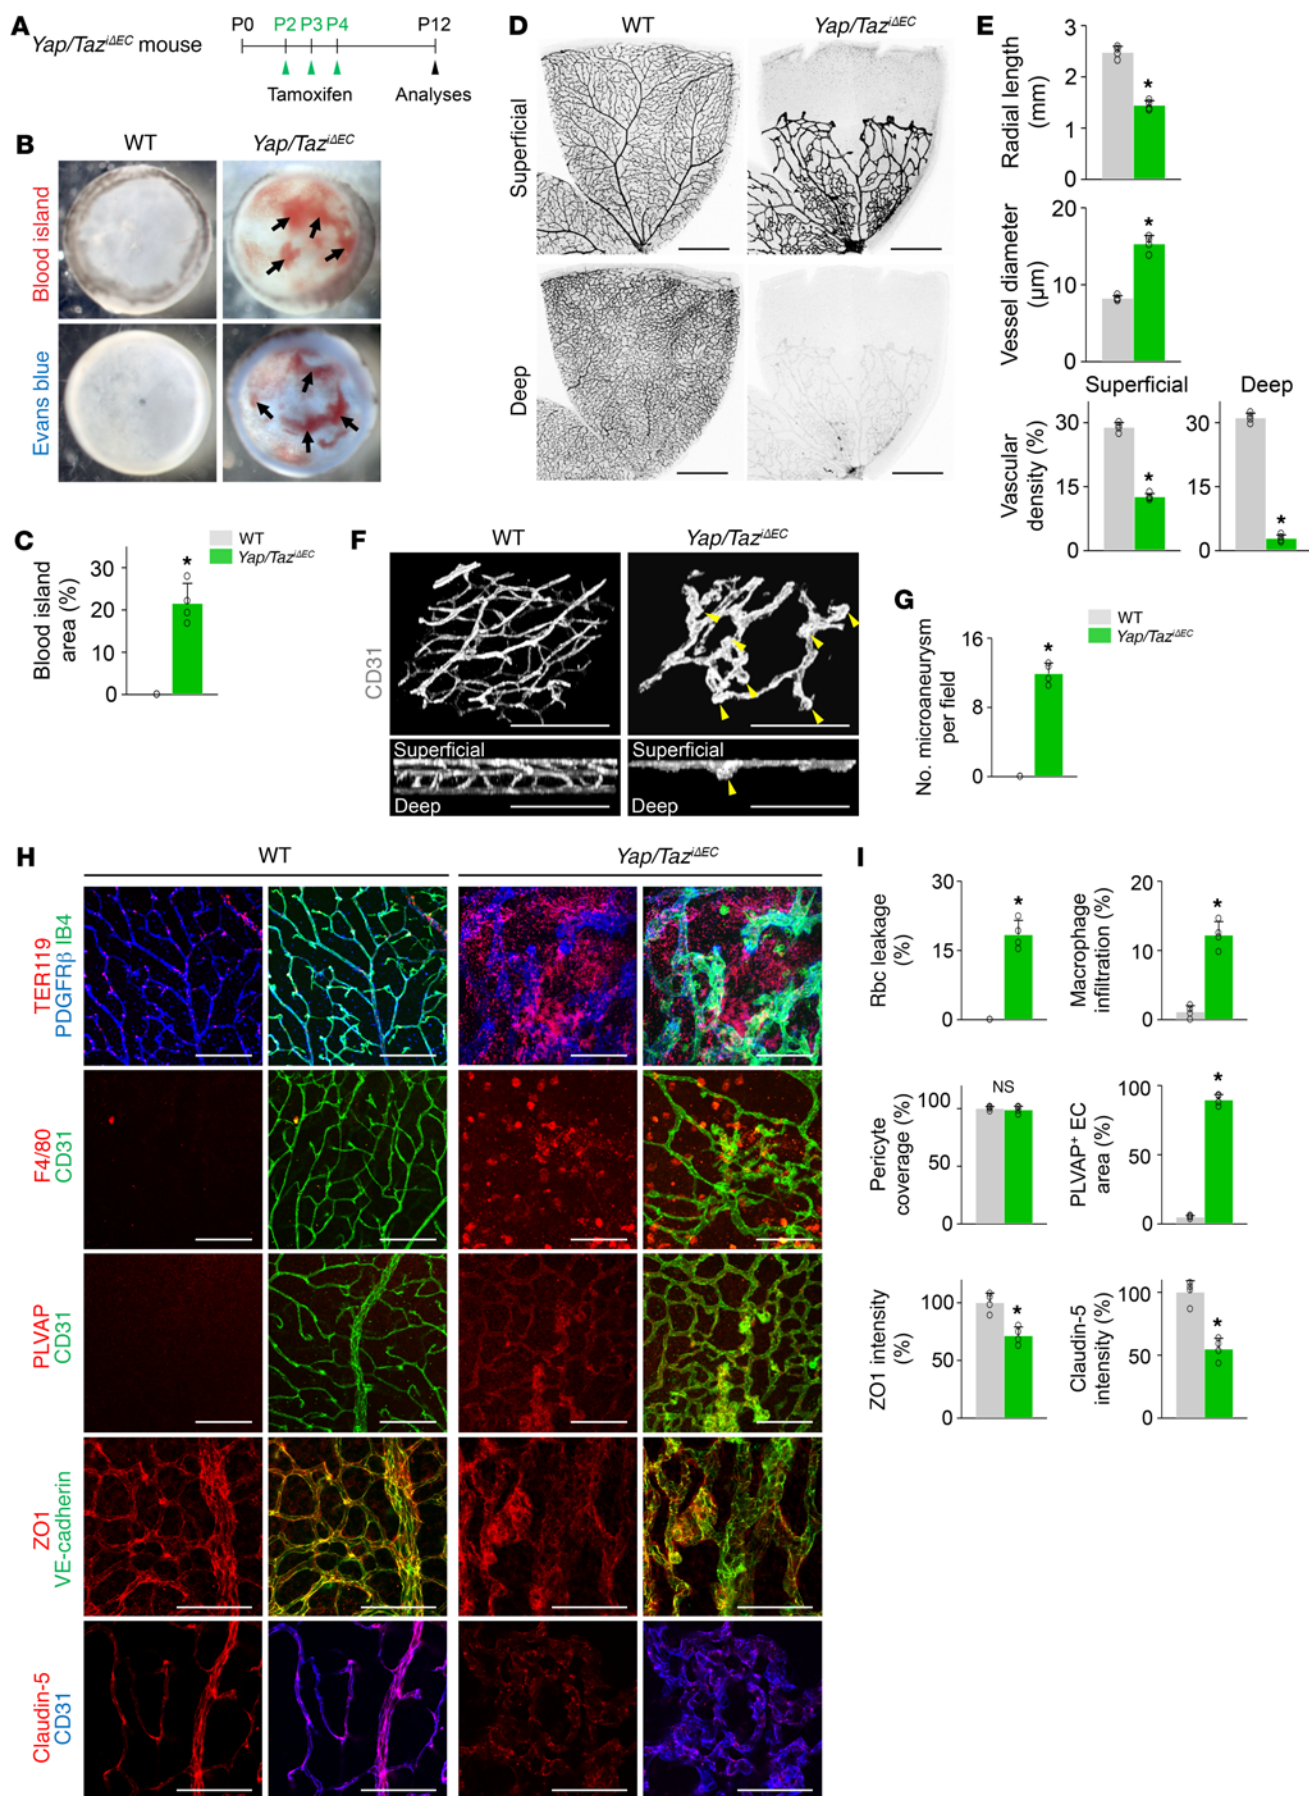 A
Yap/Taz^iΔEC mouse
P0 P2 P3 P4 P12
Tamoxifen Analyses
B
WT Yap/Taz^iΔEC
Blood island
Evans blue
C
WT
Yap/Taz^iΔEC
Blood island
area (%)
30
20
10
0
*
D
WT Yap/Taz^iΔEC
Superficial
Deep
E
Radial length
(mm)
3
2
1
0
*
Vessel diameter
(µm)
20
10
0
*
Superficial Deep
Vascular
density (%)
30
15
0
*
30
15
0
*
F
WT Yap/Taz^iΔEC
CD31
Superficial
Deep
Superficial
Deep
G
WT
Yap/Taz^iΔEC
No. microaneurysm
per field
16
8
0
*
H
WT Yap/Taz^iΔEC
TER119
PDGFRβ IB4
F4/80
CD31
PLVAP
CD31
ZO1
VE-cadherin
Claudin-5
CD31
I
Rbc leakage
(%)
30
15
0
*
Macrophage
infiltration (%)
20
10
0
*
Pericyte
coverage (%)
100
50
0
NS
PLVAP⁺ EC
area (%)
100
50
0
*
ZO1 intensity
(%)
100
50
0
*
Claudin-5
intensity (%)
100
50
0
*